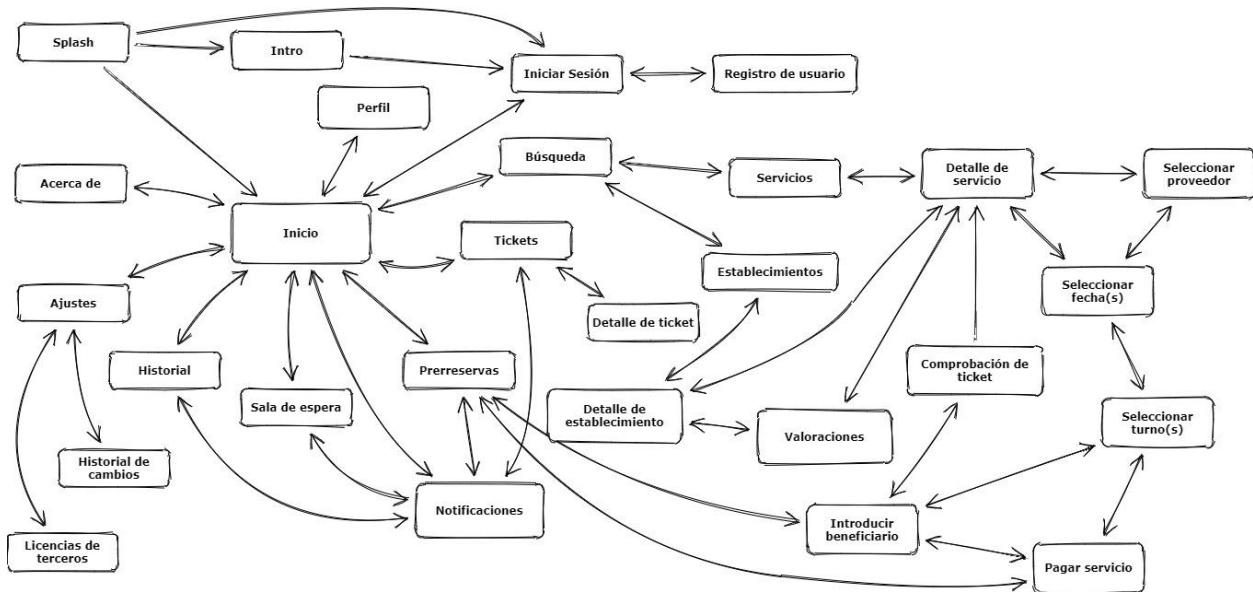 Splash
Intro
Iniciar Sesión
Registro de usuario
Perfil
Búsqueda
Servicios
Detalle de
servicio
Seleccionar
proveedor
Acerca de
Inicio
Tickets
Establecimientos
Seleccionar
fecha(s)
Ajustes
Detalle de ticket
Historial
Prerreservas
Comprobación de
ticket
Sala de espera
Detalle de
establecimiento
Valoraciones
Seleccionar
turno(s)
Historial de
cambios
Notificaciones
Introducir
beneficiario
Licencias de
terceros
Pagar servicio